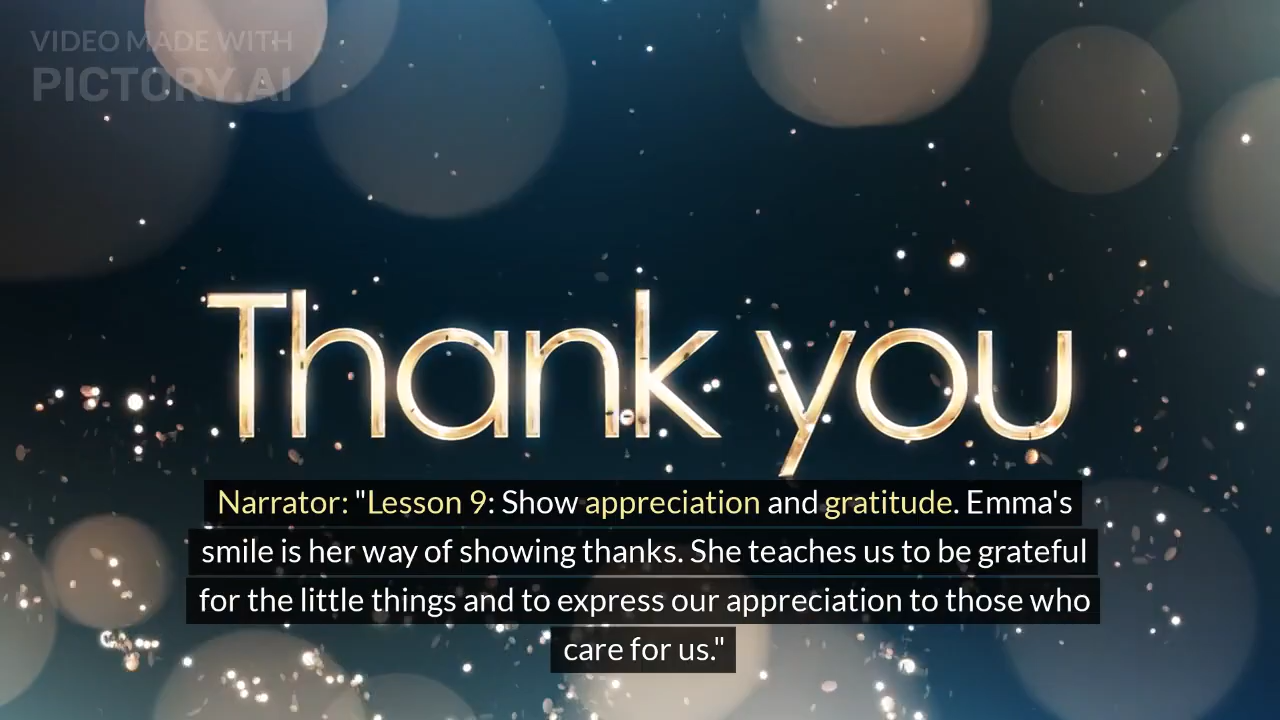 VIDEO MADE WITH
PICTORY.AI
Thank you
Narrator: "Lesson 9: Show appreciation and gratitude. Emma's
smile is her way of showing thanks. She teaches us to be grateful
for the little things and to express our appreciation to those who
care for us."